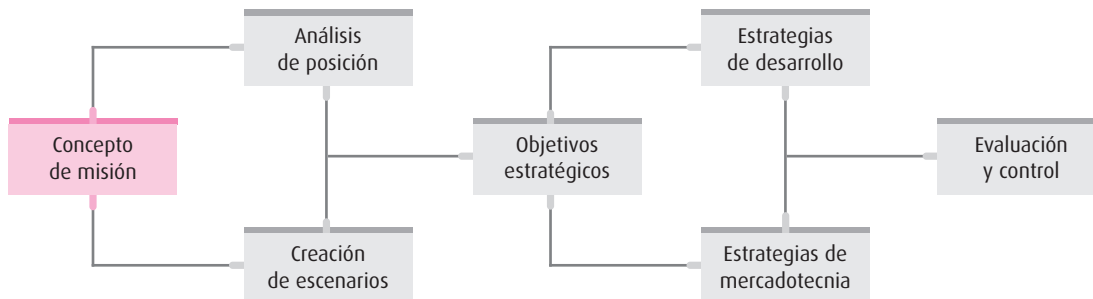 Análisis
de posición
Estrategias
de desarrollo
Concepto
de misión
Objetivos
estratégicos
Evaluación
y control
Creación
de escenarios
Estrategias de
mercadotecnia